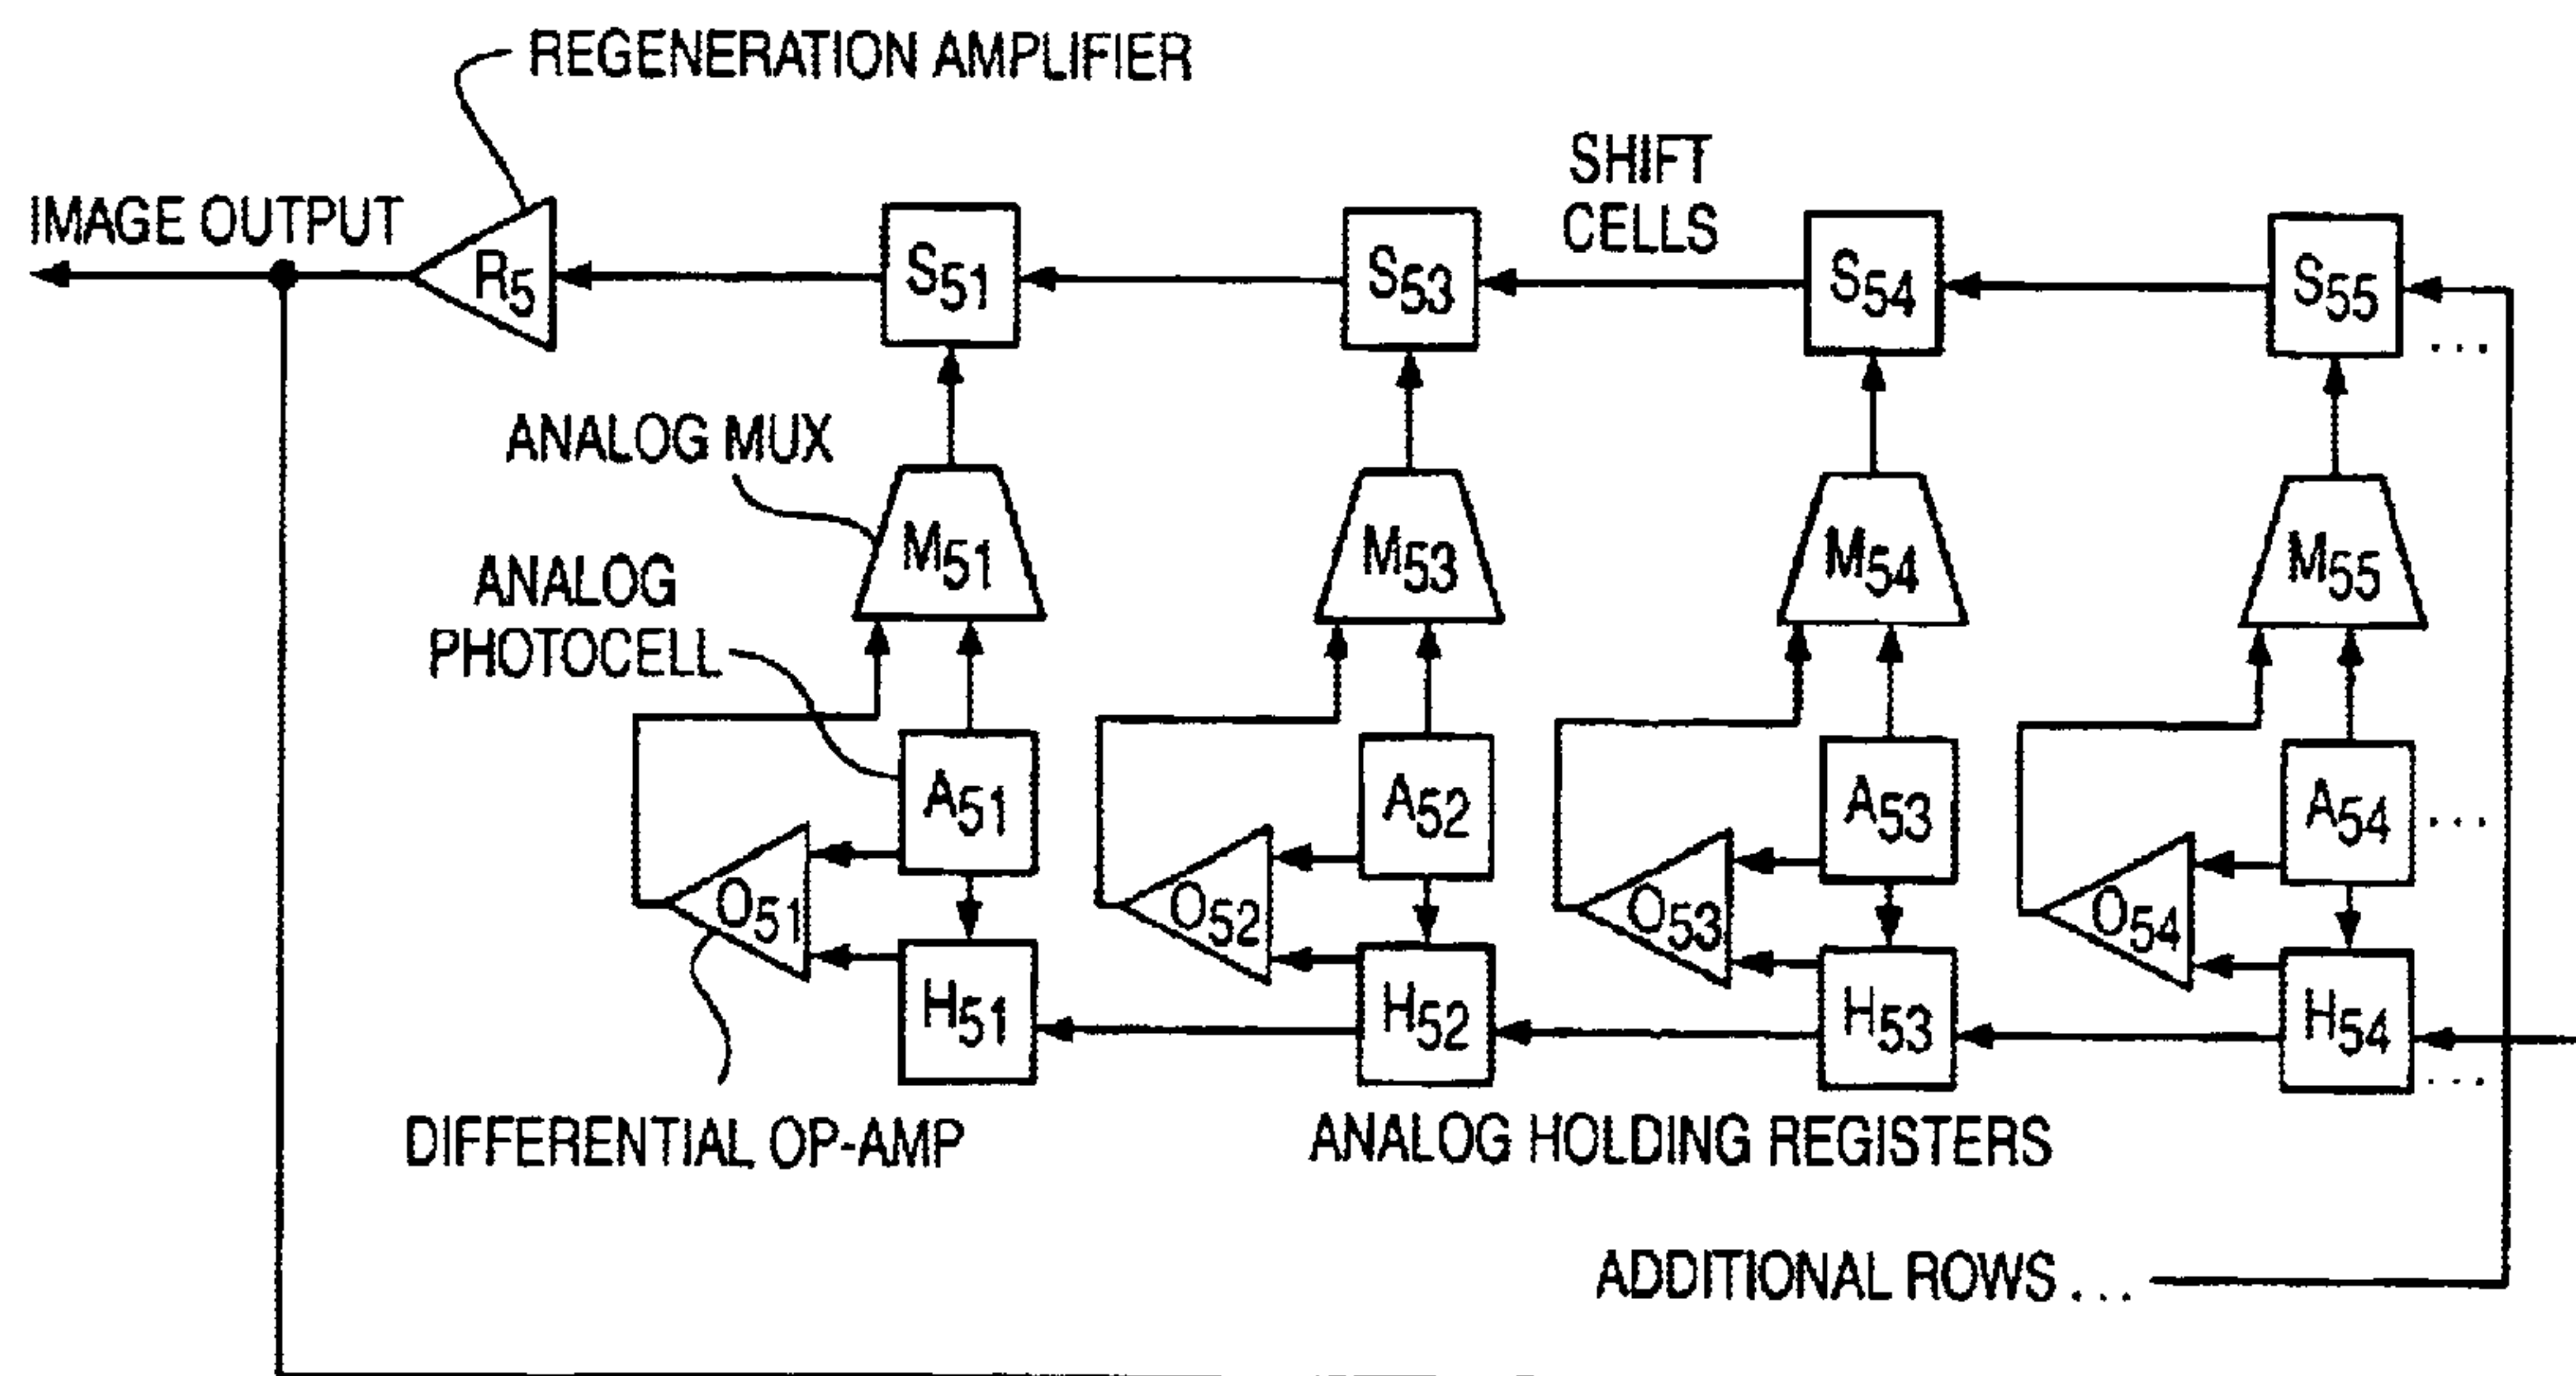 REGENERATION AMPLIFIER
SHIFT
CELLS
IMAGE OUTPUT
R5
S51
S53
S54
S55
...
ANALOG MUX
M51
M53
M54
M55
ANALOG
PHOTOCELL
A51
A52
A53
A54
...
O51
O52
O53
O54
H51
H52
H53
H54
...
DIFFERENTIAL OP-AMP
ANALOG HOLDING REGISTERS
ADDITIONAL ROWS ...